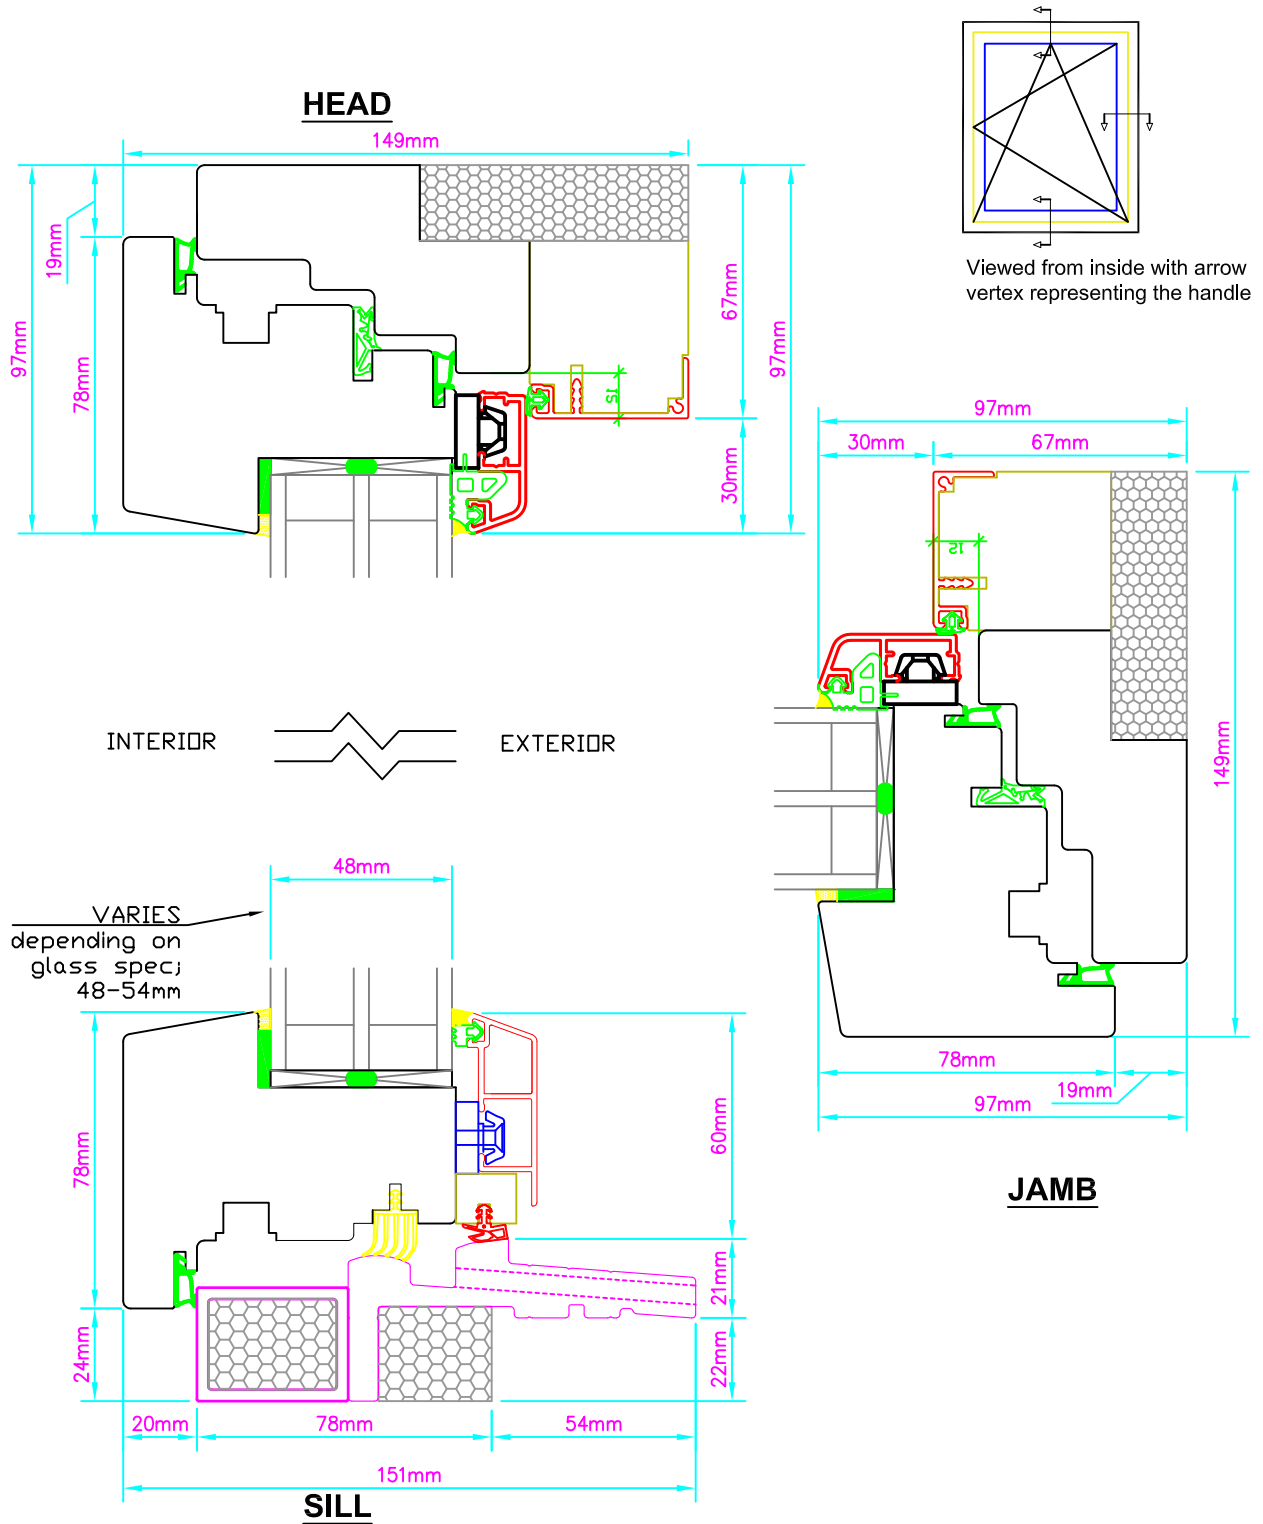 HEAD
149mm
19mm
97mm
78mm
67mm
97mm
15
30mm
Viewed from inside with arrow
vertex representing the handle
97mm
30mm
67mm
12
149mm
78mm
19mm
97mm
JAMB
INTERIOR
EXTERIOR
48mm
VARIES
depending on
glass spec;
48-54mm
78mm
60mm
24mm
21mm
22mm
20mm
78mm
54mm
151mm
SILL